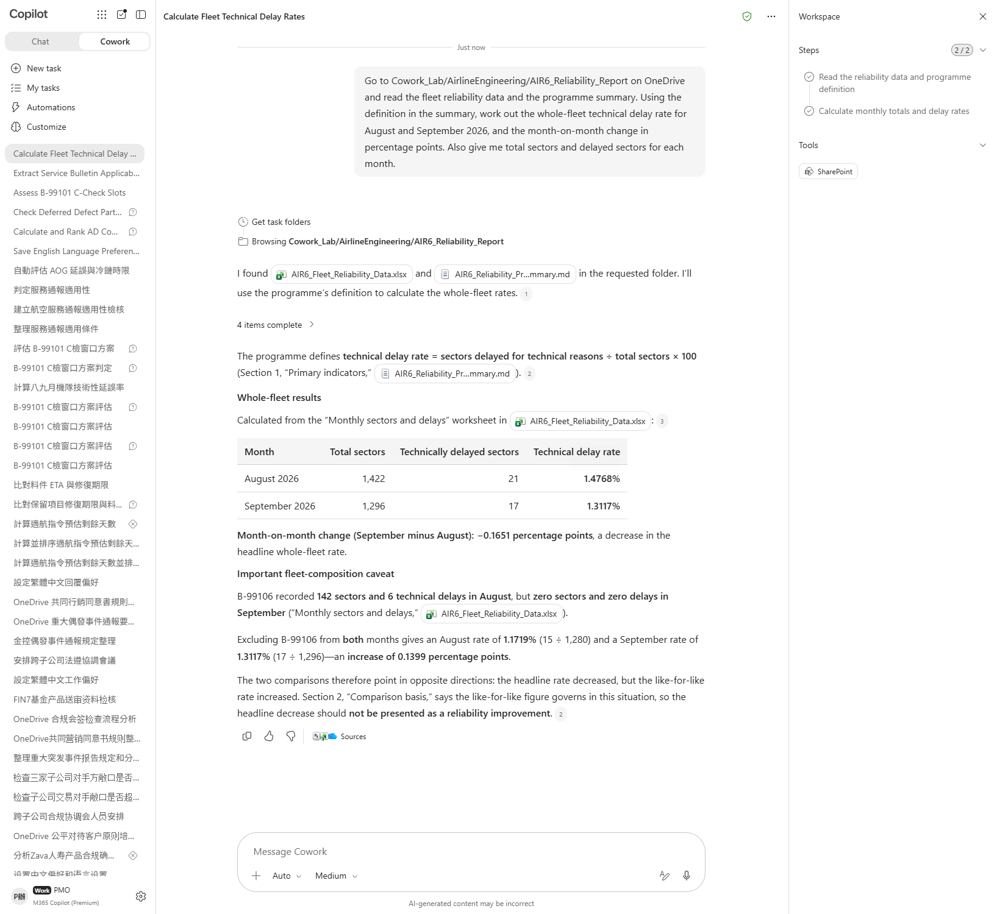 Copilot
Chat
Cowork
New task
My tasks
Automations
Customize
Calculate Fleet Technical Delay ...
Extract Service Bulletin Applicab...
Assess B-99101 C-Check Slots
Check Deferred Defect Part...
Calculate and Rank AD Co...
Save English Language Preferen...
自動評估 AOG 延誤與冷鏈時限
判定服務通報適用性
建立航空服務通報適用性檢核
整理服務通報適用條件
評估 B-99101 C檢窗口方案
B-99101 C檢窗口方案判定
計算八九月機隊技術性延誤率
B-99101 C檢窗口方案評估
B-99101 C檢窗口方案評估
B-99101 C檢窗口方案評估
B-99101 C檢窗口方案評估
比對料件 ETA 與修復期限
比對保留項目修復期限與料...
計算適航指令預估剩餘天數
計算並排序適航指令預估剩餘天...
計算適航指令預估剩餘天數並排...
設定繁體中文回覆偏好
OneDrive 共同行銷同意書規則...
OneDrive 重大偶發事件通報要...
金控偶發事件通報規定整理
安排跨子公司法遵協調會議
設定繁體中文工作偏好
FIN7基金产品送审资料检核
OneDrive 合规会签检查流程分析
OneDrive共同营销同意书规则整...
整理重大突发事件报告规定和分...
检查三家子公司对手方敞口是否...
检查子公司交易对手敞口是否超...
跨子公司合规协调会人员安排
OneDrive 公平对待客户原则培...
分析Zava人寿产品合规确...
设置中文偏好和语言设置
P辦
Work PMO
M365 Copilot (Premium)
Calculate Fleet Technical Delay Rates
Just now
Go to Cowork_Lab/AirlineEngineering/AIR6_Reliability_Report on OneDrive
and read the fleet reliability data and the programme summary. Using the
definition in the summary, work out the whole-fleet technical delay rate for
August and September 2026, and the month-on-month change in
percentage points. Also give me total sectors and delayed sectors for each
month.
Get task folders
Browsing Cowork_Lab/AirlineEngineering/AIR6_Reliability_Report
I found AIR6_Fleet_Reliability_Data.xlsx and AIR6_Reliability_Pr...mmary.md in the requested folder. I'll
use the programme's definition to calculate the whole-fleet rates. 1
4 items complete
The programme defines technical delay rate = sectors delayed for technical reasons ÷ total sectors × 100
(Section 1, “Primary indicators,” AIR6_Reliability_Pr...mmary.md). 2
Whole-fleet results
Calculated from the “Monthly sectors and delays” worksheet in AIR6_Fleet_Reliability_Data.xlsx: 3
Month Total sectors Technically delayed sectors Technical delay rate
August 2026 1,422 21 1.4768%
September 2026 1,296 17 1.3117%
Month-on-month change (September minus August): −0.1651 percentage points, a decrease in the
headline whole-fleet rate.
Important fleet-composition caveat
B-99106 recorded 142 sectors and 6 technical delays in August, but zero sectors and zero delays in
September (“Monthly sectors and delays,” AIR6_Fleet_Reliability_Data.xlsx).
Excluding B-99106 from both months gives an August rate of 1.1719% (15 ÷ 1,280) and a September rate of
1.3117% (17 ÷ 1,296)—an increase of 0.1399 percentage points.
The two comparisons therefore point in opposite directions: the headline rate decreased, but the like-for-like
rate increased. Section 2, “Comparison basis,” says the like-for-like figure governs in this situation, so the
headline decrease should not be presented as a reliability improvement. 2
Sources
Message Cowork
Auto
Medium
AI-generated content may be incorrect
Workspace
Steps
2 / 2
Read the reliability data and programme
definition
Calculate monthly totals and delay rates
Tools
SharePoint